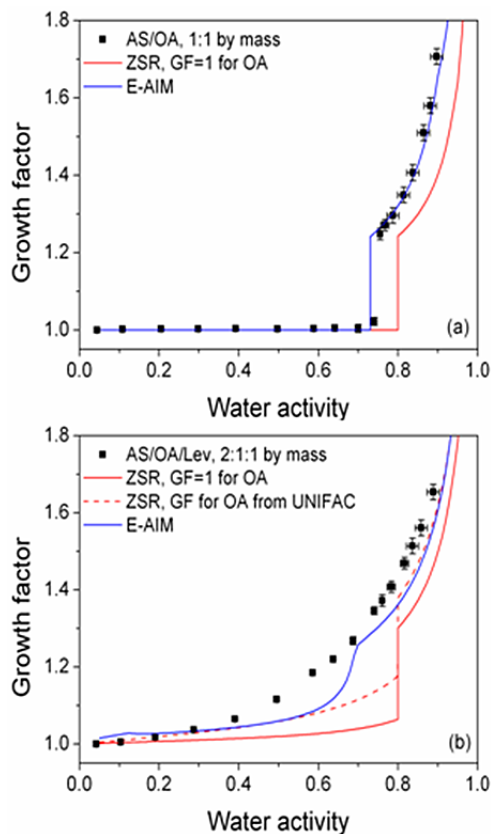 1.8
AS/OA, 1:1 by mass
ZSR, GF=1 for OA
E-AIM
1.6
1.4
1.2
1.0
Growth factor
(a)
0.0 0.2 0.4 0.6 0.8 1.0
Water activity
1.8
AS/OA/Lev, 2:1:1 by mass
ZSR, GF=1 for OA
ZSR, GF for OA from UNIFAC
E-AIM
1.6
1.4
1.2
1.0
Growth factor
(b)
0.0 0.2 0.4 0.6 0.8 1.0
Water activity